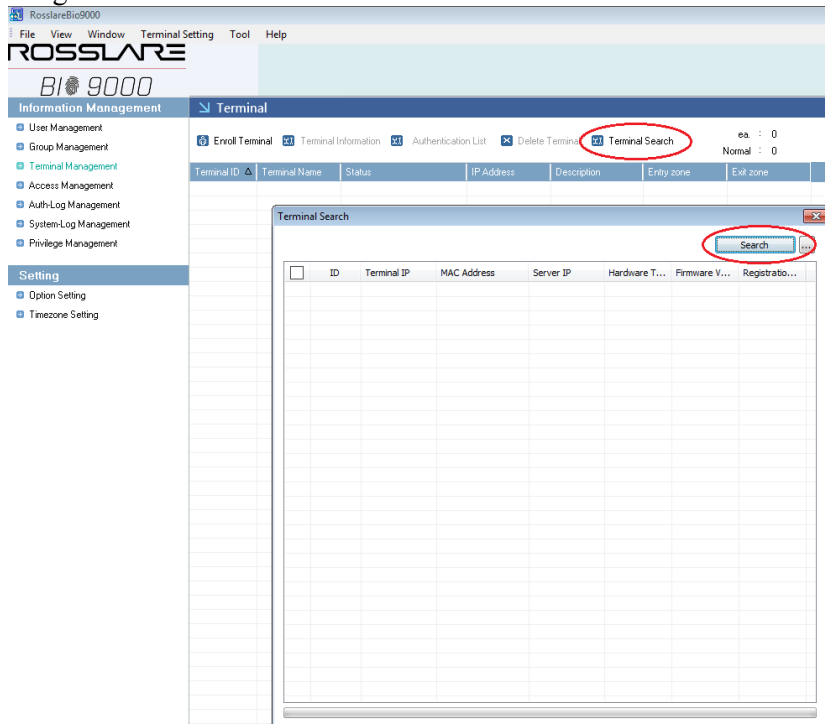 RosslareBio9000
File View Window Terminal Setting Tool Help
ROSSLARE
BIO 9000
Information Management
User Management
Group Management
Terminal Management
Access Management
Auth-Log Management
System-Log Management
Privilege Management
Setting
Option Setting
Timezone Setting
Terminal
Enroll Terminal Terminal Information Authentication List Delete Terminal Terminal Search
ea. : 0
Normal : 0
Terminal ID Terminal Name Status IP Address Description Entry zone Exit zone
Terminal Search
Search ...
ID Terminal IP MAC Address Server IP Hardware T... Firmware V... Registratio...